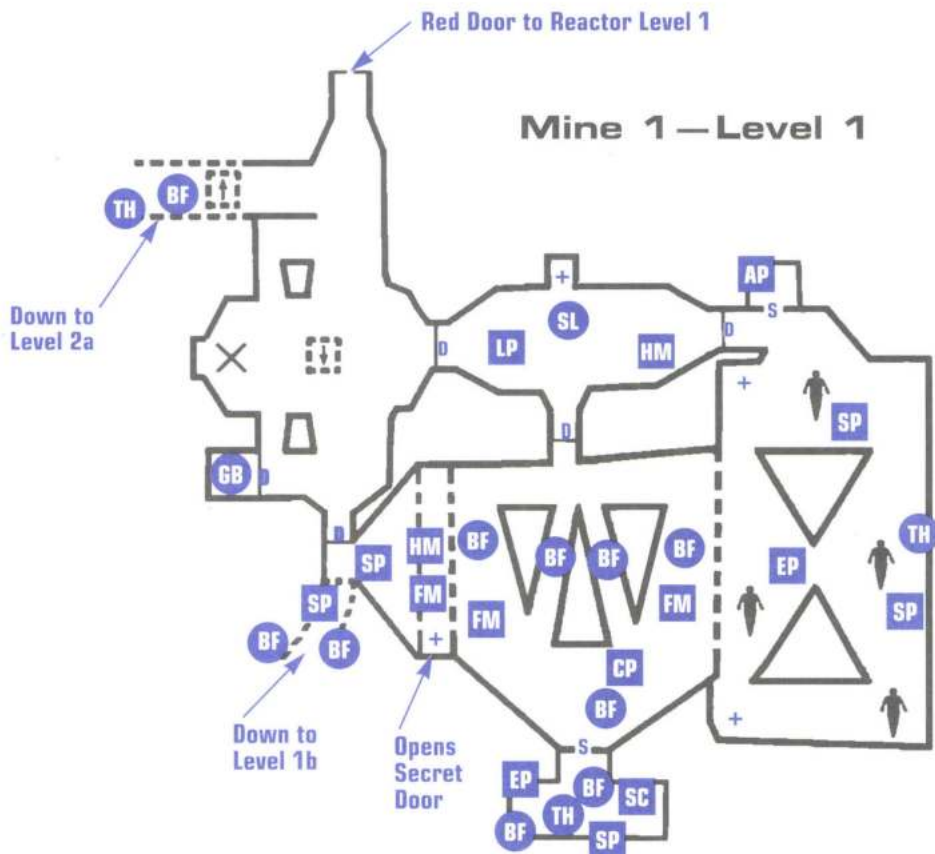 Red Door to Reactor Level 1
Mine 1 — Level 1
TH
BF
AP
S
Down to
Level 2a
+
SL
D
LP
HM
D
+
SP
D
GB
D
TH
D
HM
BF
BF
BF
BF
EP
SP
SP
FM
FM
FM
SP
BF
BF
+
CP
BF
+
Down to
Level 1b
Opens
Secret
Door
S
EP
BF
SC
TH
BF
SP